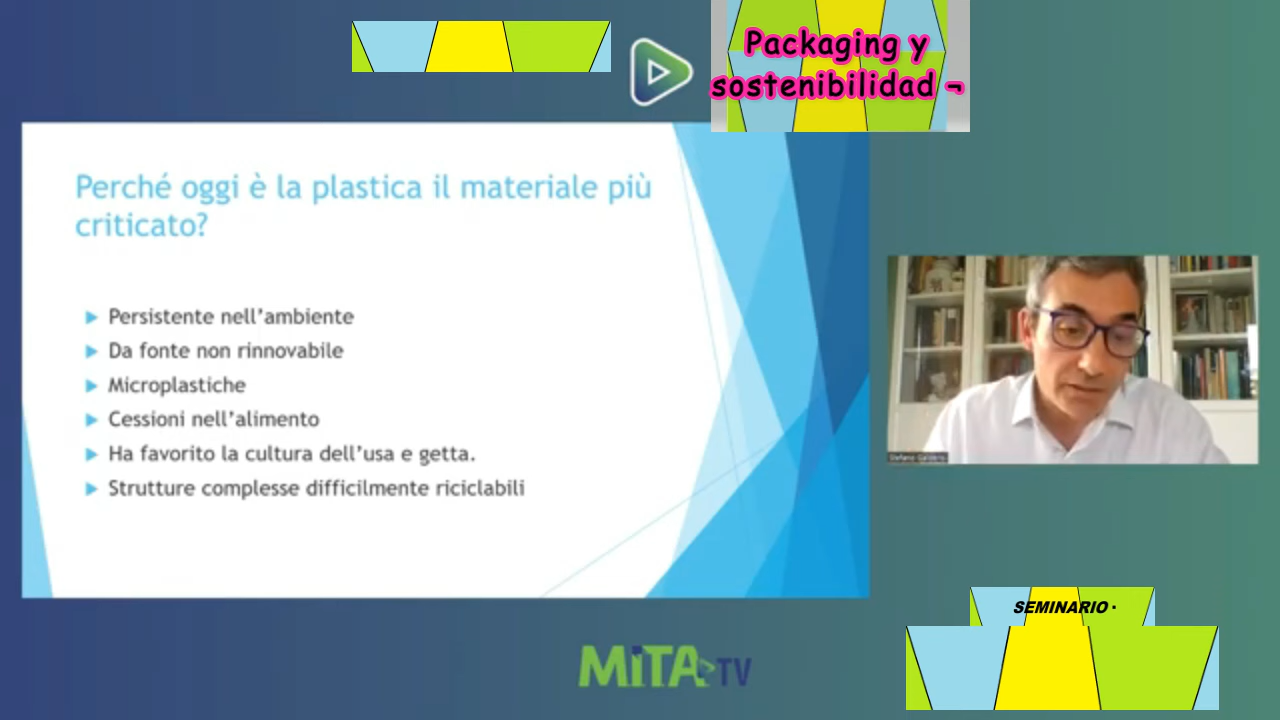 Packaging y
sostenibilidad ¬
Perché oggi è la plastica il materiale più
criticato?
Persistente nell'ambiente
Da fonte non rinnovabile
Microplastiche
Cessioni nell'alimento
Ha favorito la cultura dell'usa e getta.
Strutture complesse difficilmente riciclabili
SEMINARIO ·
MiTA TV